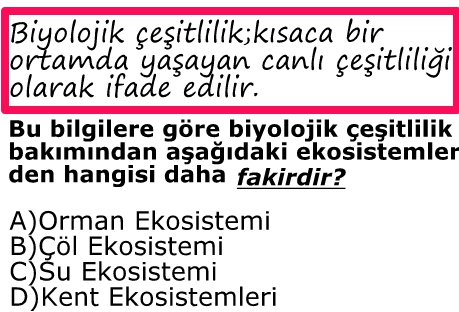 Biyolojik çeşitlilik;kısaca bir
ortamda yaşayan canlı çeşitliliği
olarak ifade edilir.
Bu bilgilere göre biyolojik çeşitlilik
bakımından aşağıdaki ekosistemler
den hangisi daha fakirdir?
A)Orman Ekosistemi
B)Çöl Ekosistemi
C)Su Ekosistemi
D)Kent Ekosistemleri